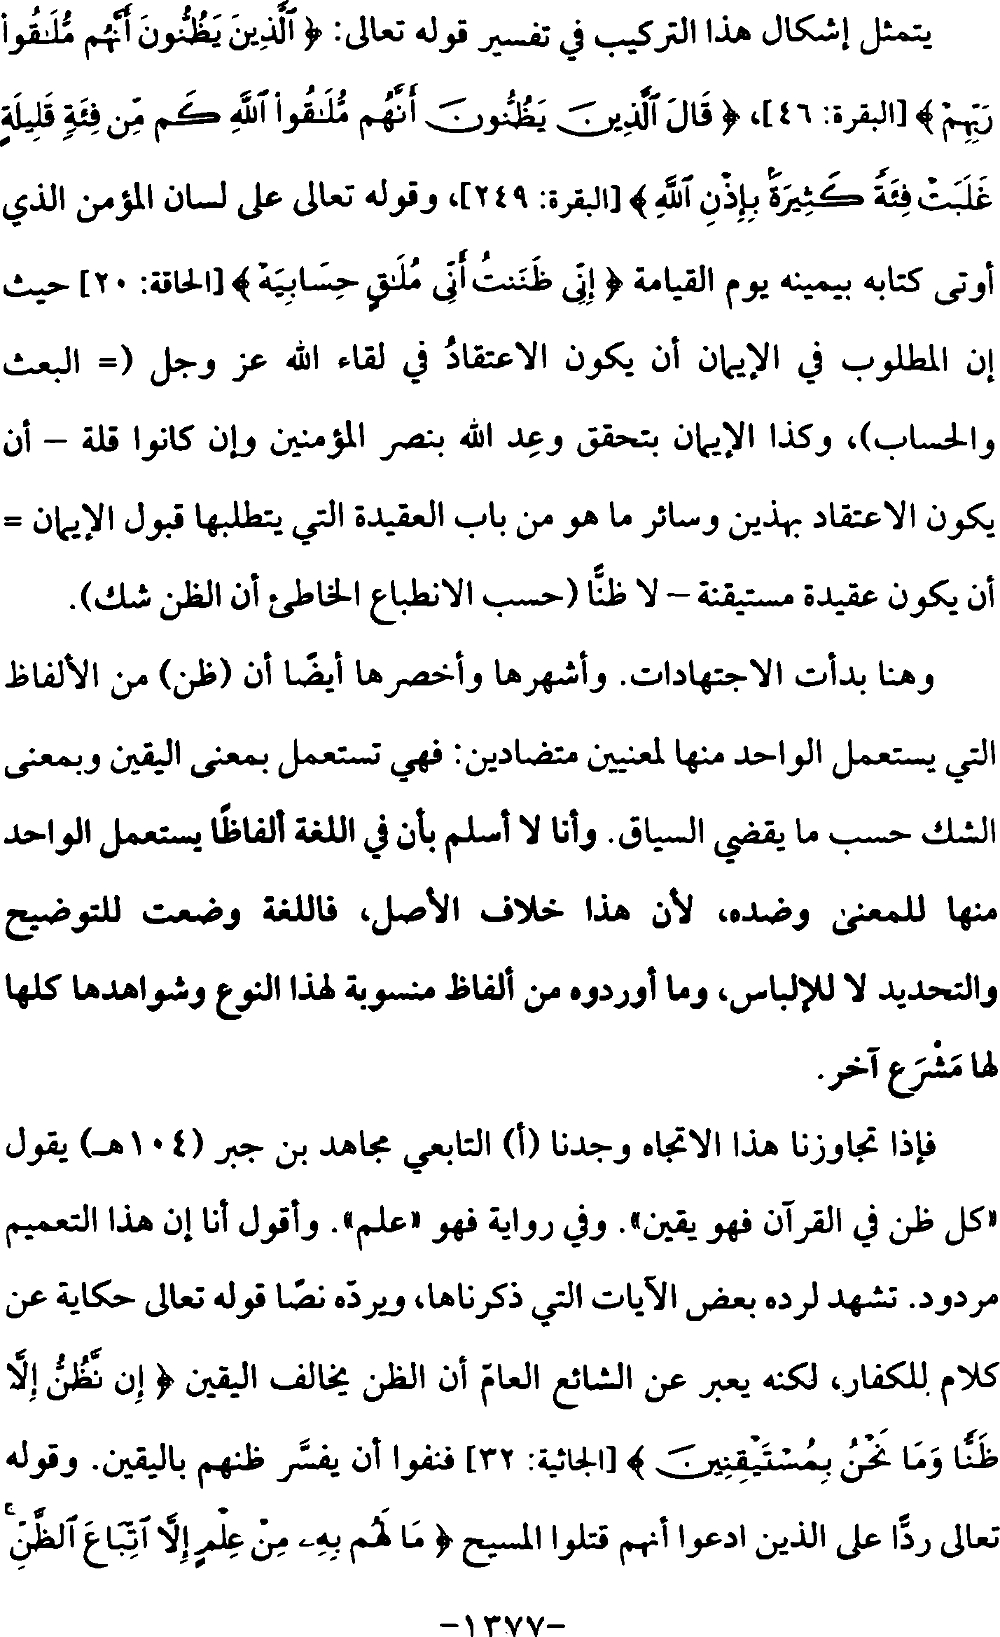 يتمثل إشكال هذا التركيب في تفسير قوله تعالى: ﴿ ٱلَّذِينَ يَظُنُّونَ أَنَّهُم مُّلَـٰقُوا۟
رَبِّهِمْ ﴾ [البقرة: ٤٦]، ﴿ قَالَ ٱلَّذِينَ يَظُنُّونَ أَنَّهُم مُّلَـٰقُوا۟ ٱللَّهِ كَم مِّن فِئَةٍ قَلِيلَةٍ
غَلَبَتْ فِئَةً كَثِيرَةً بِإِذْنِ ٱللَّهِ ﴾ [البقرة: ٢٤٩]، وقوله تعالى على لسان المؤمن الذي
أوتى كتابه بيمينه يوم القيامة ﴿ إِنِّى ظَنَنتُ أَنِّى مُلَـٰقٍ حِسَابِيَهْ ﴾ [الحاقة: ٢٠] حيث
إن المطلوب في الإيمان أن يكون الاعتقادُ في لقاء الله عز وجل (= البعث
والحساب)، وكذا الإيمان بتحقق وعِد الله بنصر المؤمنين وإن كانوا قلة – أن
يكون الاعتقاد بهذين وسائر ما هو من باب العقيدة التي يتطلبها قبول الإيمان =
أن يكون عقيدة مستيقنة – لا ظنًّا (حسب الانطباع الخاطئ أن الظن شك).
وهنا بدأت الاجتهادات. وأشهرها وأخصرها أيضًا أن (ظن) من الألفاظ
التي يستعمل الواحد منها لمعنيين متضادين: فهي تستعمل بمعنى اليقين وبمعنى
الشك حسب ما يقضي السياق. وأنا لا أسلم بأن في اللغة ألفاظًا يستعمل الواحد
منها للمعنىٰ وضده، لأن هذا خلاف الأصل، فاللغة وضعت للتوضيح
والتحديد لا للإلباس، وما أوردوه من ألفاظ منسوبة لهذا النوع وشواهدها كلها
لها مَشْرَع آخر.
فإذا تجاوزنا هذا الاتجاه وجدنا (أ) التابعي مجاهد بن جبر (١٠٤هـ) يقول
«كل ظن في القرآن فهو يقين». وفي رواية فهو «علم». وأقول أنا إن هذا التعميم
مردود. تشهد لرده بعض الآيات التي ذكرناها، ويردّه نصًّا قوله تعالى حكاية عن
كلام للكفار، لكنه يعبر عن الشائع العامّ أن الظن يخالف اليقين ﴿ إِن نَّظُنُّ إِلَّا
ظَنًّا وَمَا نَحْنُ بِمُسْتَيْقِنِينَ ﴾ [الجاثية: ٣٢] فنفوا أن يفسَّر ظنهم باليقين. وقوله
تعالى ردًّا على الذين ادعوا أنهم قتلوا المسيح ﴿ مَا لَهُم بِهِۦ مِنْ عِلْمٍ إِلَّا ٱتِّبَاعَ ٱلظَّنِّ ۚ
-١٣٧٧-